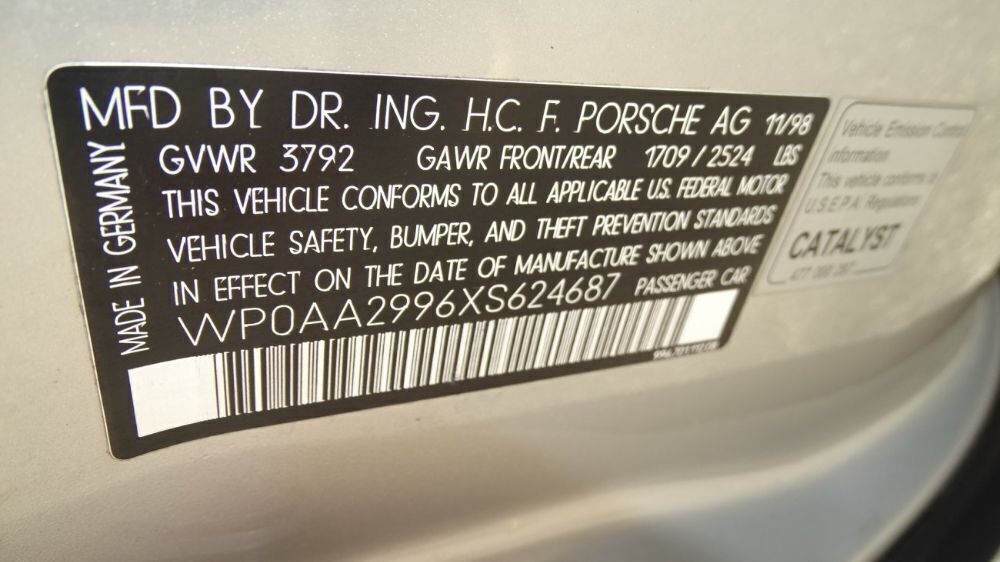 MFD BY DR. ING. H.C. F. PORSCHE AG 11/98
GVWR 3792 GAWR FRONT/REAR 1709/2524 LBS
THIS VEHICLE CONFORMS TO ALL APPLICABLE U.S. FEDERAL MOTOR
VEHICLE SAFETY, BUMPER, AND THEFT PREVENTION STANDARDS
IN EFFECT ON THE DATE OF MANUFACTURE SHOWN ABOVE
WP0AA2996XS624687 PASSENGER CAR
MADE IN GERMANY
Vehicle Emission Control
Information
This vehicle conforms to
U.S.E.P.A. Regulations
CATALYST